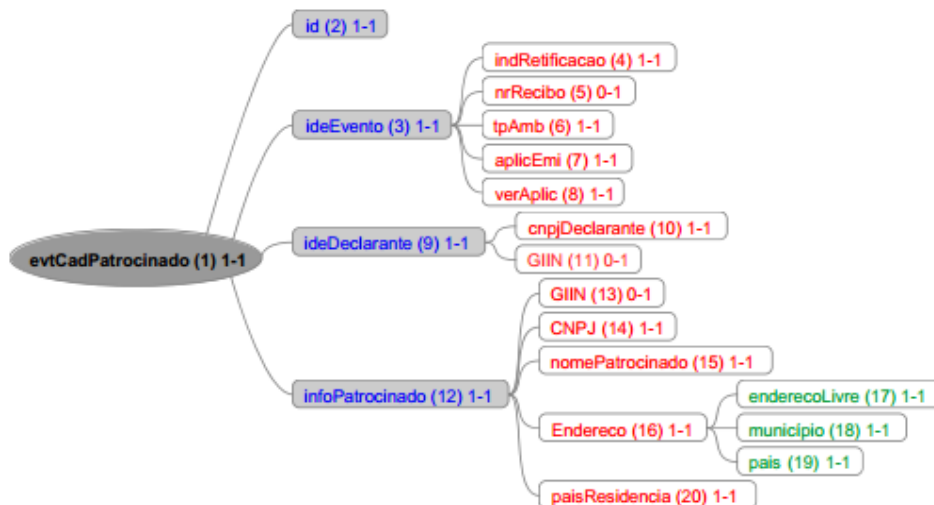 id (2) 1-1
indRetificacao (4) 1-1
nrRecibo (5) 0-1
ideEvento (3) 1-1
tpAmb (6) 1-1
aplicEmi (7) 1-1
verAplic (8) 1-1
cnpjDeclarante (10) 1-1
ideDeclarante (9) 1-1
evtCadPatrocinado (1) 1-1
GIIN (11) 0-1
GIIN (13) 0-1
CNPJ (14) 1-1
nomePatrocinado (15) 1-1
infoPatrocinado (12) 1-1
enderecoLivre (17) 1-1
Endereco (16) 1-1
município (18) 1-1
pais (19) 1-1
paisResidencia (20) 1-1